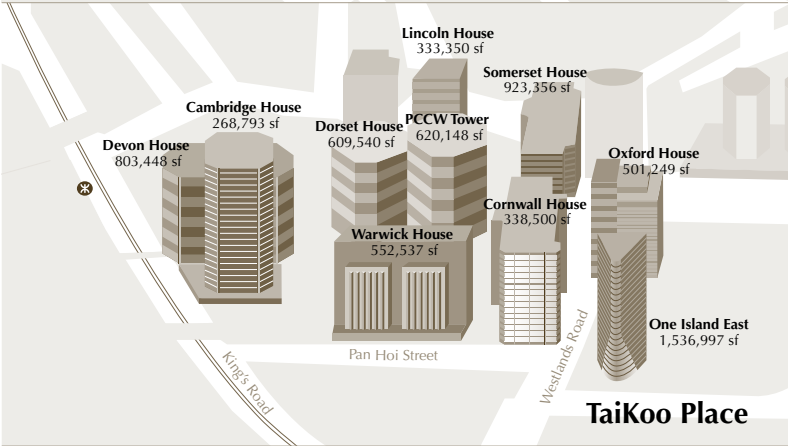 Lincoln House
333,350 sf
Somerset House
923,356 sf
Cambridge House
268,793 sf
Dorset House
609,540 sf
PCCW Tower
620,148 sf
Devon House
803,448 sf
Oxford House
501,249 sf
Cornwall House
338,500 sf
Warwick House
552,537 sf
One Island East
1,536,997 sf
Pan Hoi Street
King's Road
Westlands Road
TaiKoo Place